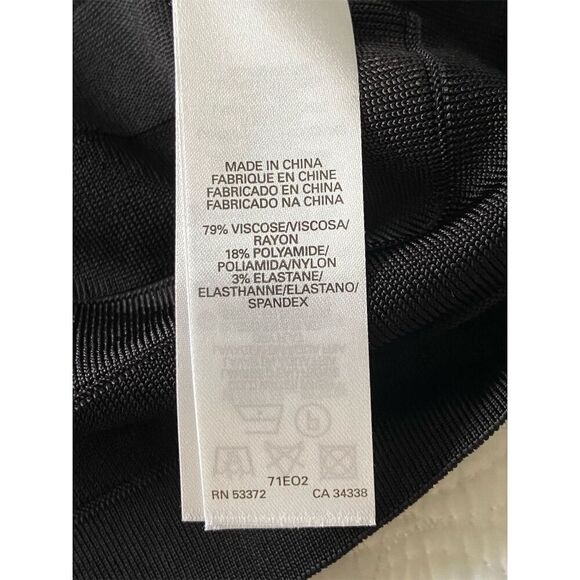 MADE IN CHINA
FABRIQUE EN CHINE
FABRICADO EN CHINA
FABRICADO NA CHINA
79% VISCOSE/VISCOSA/
RAYON
18% POLYAMIDE/
POLIAMIDA/NYLON
3% ELASTANE/
ELASTHANNE/ELASTANO/
SPANDEX
71EO2
RN 53372 CA 34338